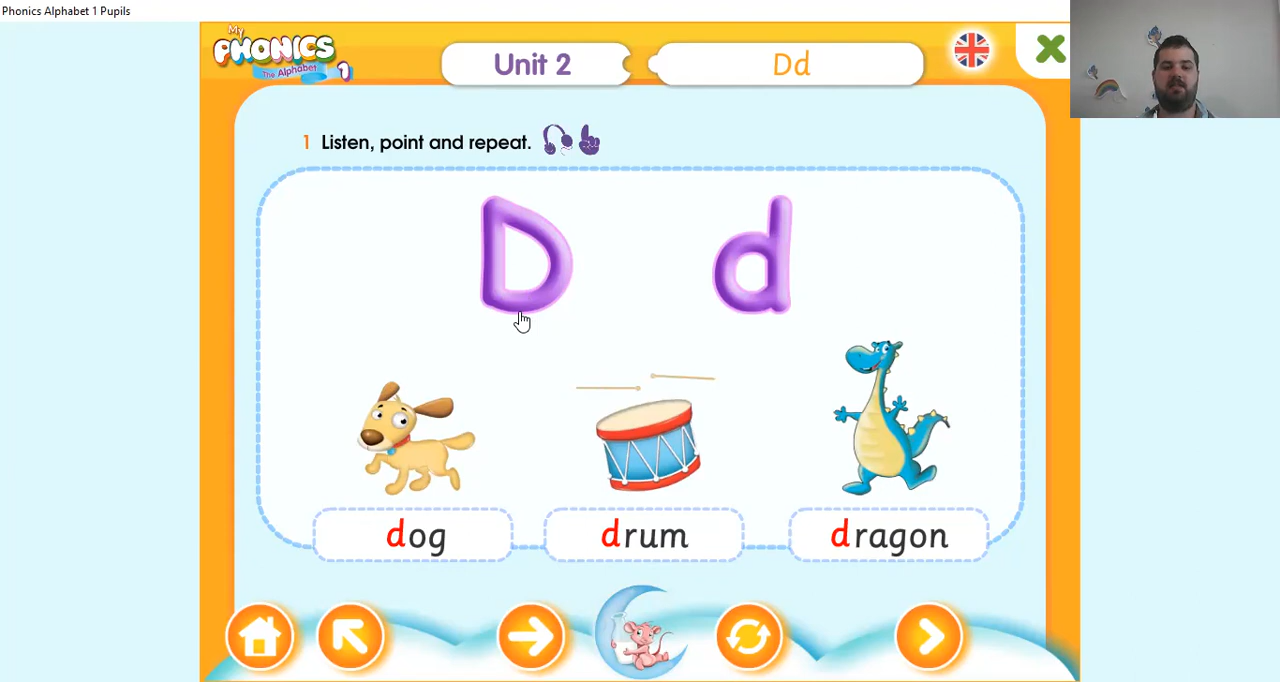 Phonics Alphabet 1 Pupils
My
PHONICS
The Alphabet 1
Unit 2
Dd
1 Listen, point and repeat.
D d
dog drum dragon